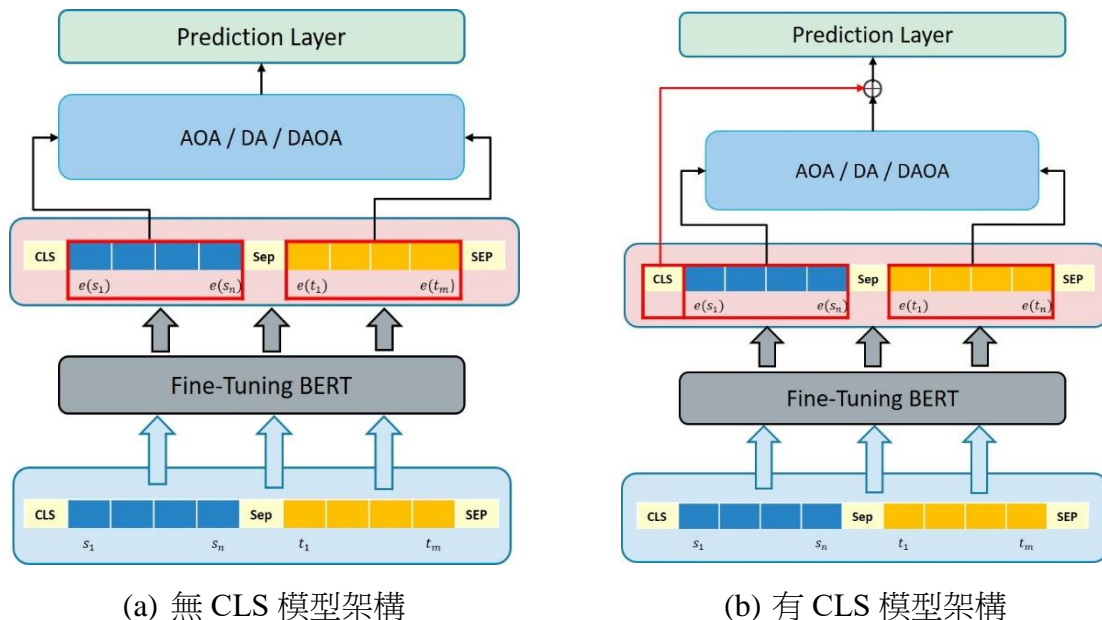 Prediction Layer
AOA / DA / DAOA
CLS Sep SEP
e(s₁) e(sₙ) e(t₁) e(tₘ)
Fine-Tuning BERT
CLS Sep SEP
s₁ sₙ t₁ tₘ
(a) 無 CLS 模型架構
Prediction Layer
AOA / DA / DAOA
CLS Sep SEP
e(s₁) e(sₙ) e(t₁) e(tₙ)
Fine-Tuning BERT
CLS Sep SEP
s₁ sₙ t₁ tₘ
(b) 有 CLS 模型架構